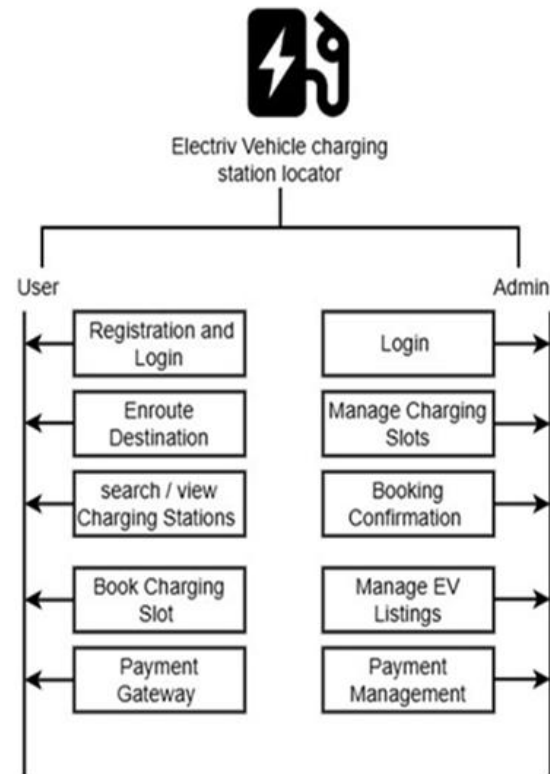 Electriv Vehicle charging
station locator
User
Admin
Registration and
Login
Login
Enroute
Destination
Manage Charging
Slots
search / view
Charging Stations
Booking
Confirmation
Book Charging
Slot
Manage EV
Listings
Payment
Gateway
Payment
Management